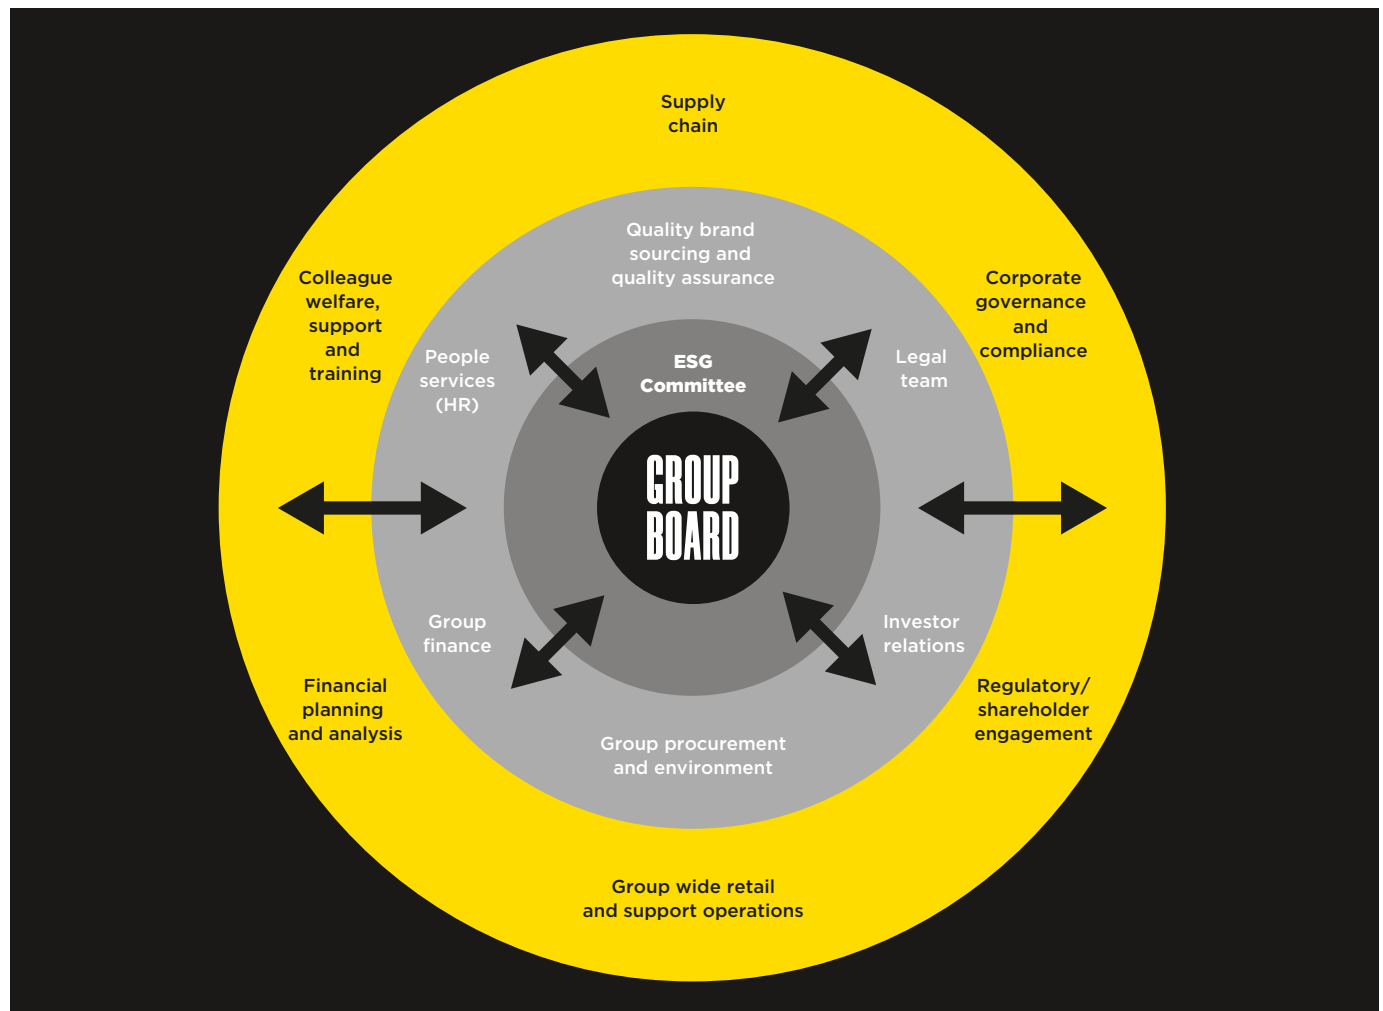 Supply
chain
Quality brand
sourcing and
quality assurance
Colleague
welfare,
support
and
training
Corporate
governance
and
compliance
People
services
(HR)
ESG
Committee
Legal
team
GROUP
BOARD
Group
finance
Investor
relations
Financial
planning
and analysis
Regulatory/
shareholder
engagement
Group procurement
and environment
Group wide retail
and support operations